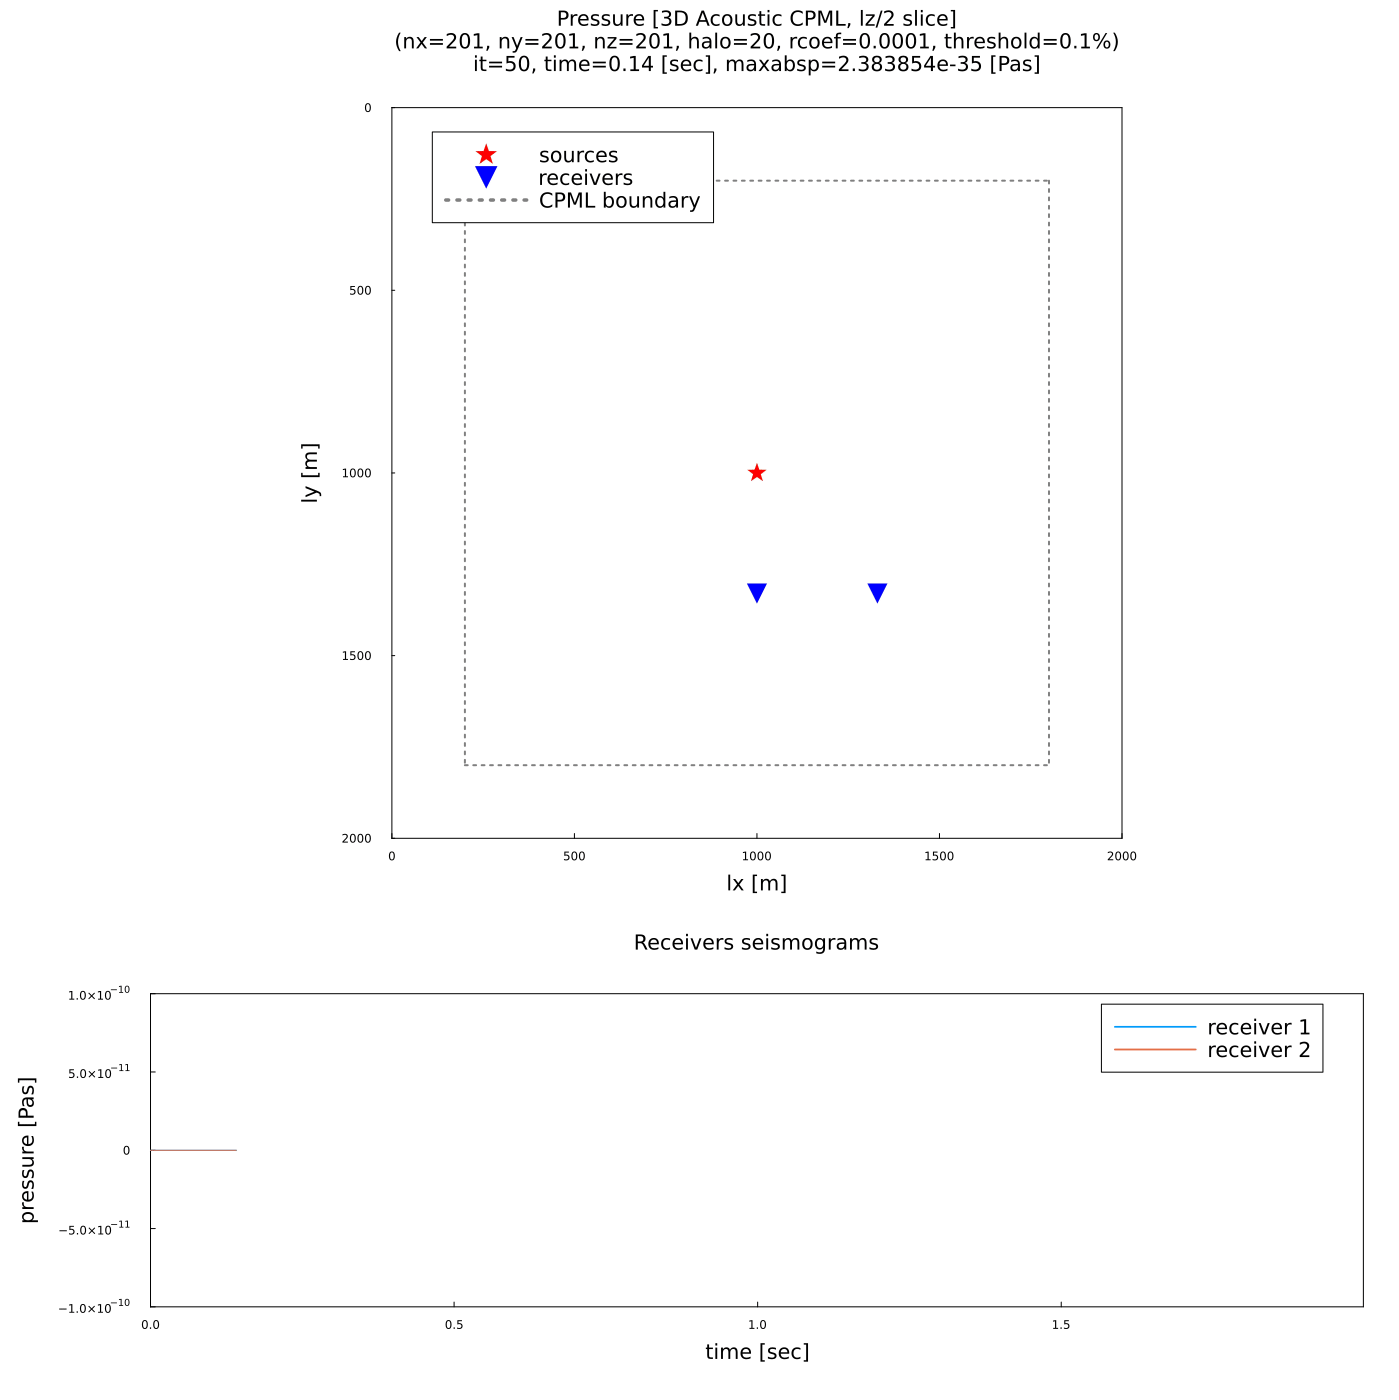 Pressure [3D Acoustic CPML, lz/2 slice]
(nx=201, ny=201, nz=201, halo=20, rcoef=0.0001, threshold=0.1%)
it=50, time=0.14 [sec], maxabsp=2.383854e-35 [Pas]
sources
receivers
CPML boundary
0
500
1000
1500
2000
ly [m]
0 500 1000 1500 2000
lx [m]
Receivers seismograms
receiver 1
receiver 2
1.0×10⁻¹⁰
5.0×10⁻¹¹
0
−5.0×10⁻¹¹
−1.0×10⁻¹⁰
pressure [Pas]
0.0 0.5 1.0 1.5
time [sec]